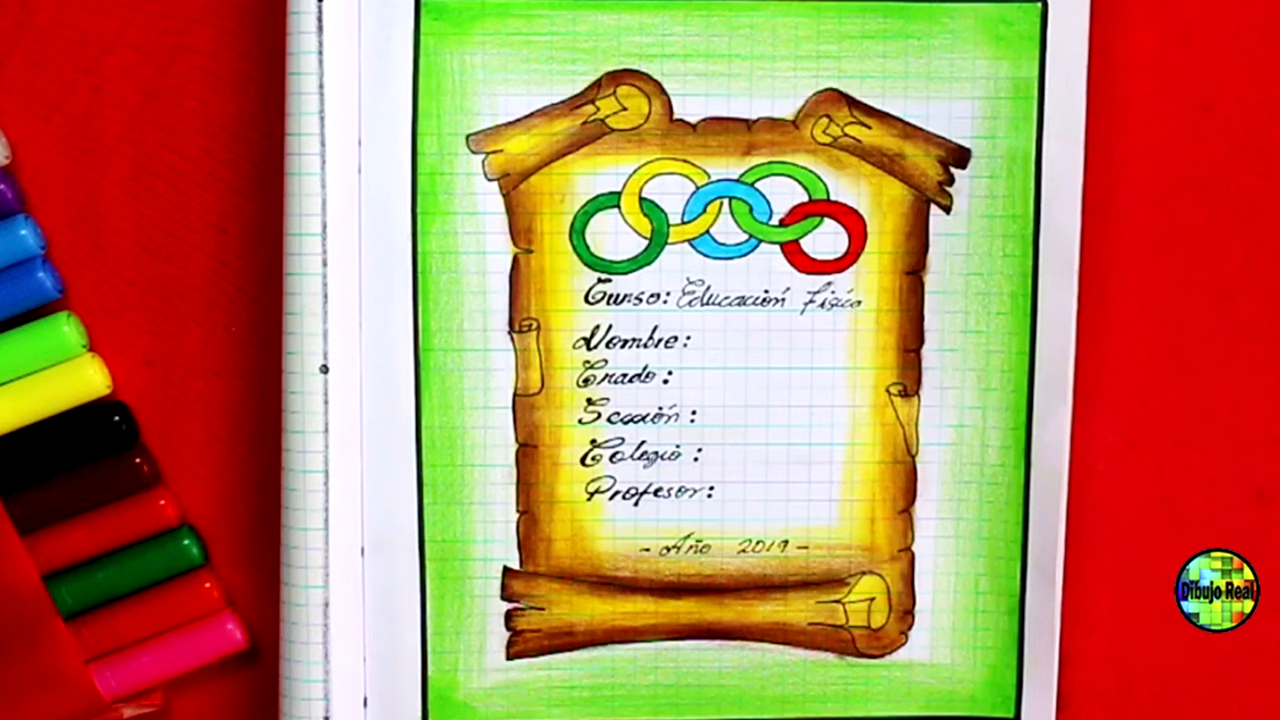 Curso: Educación Física
Nombre:
Grado:
Sección:
Colegio:
Profesor:
- Año 2019 -
Dibujo Real